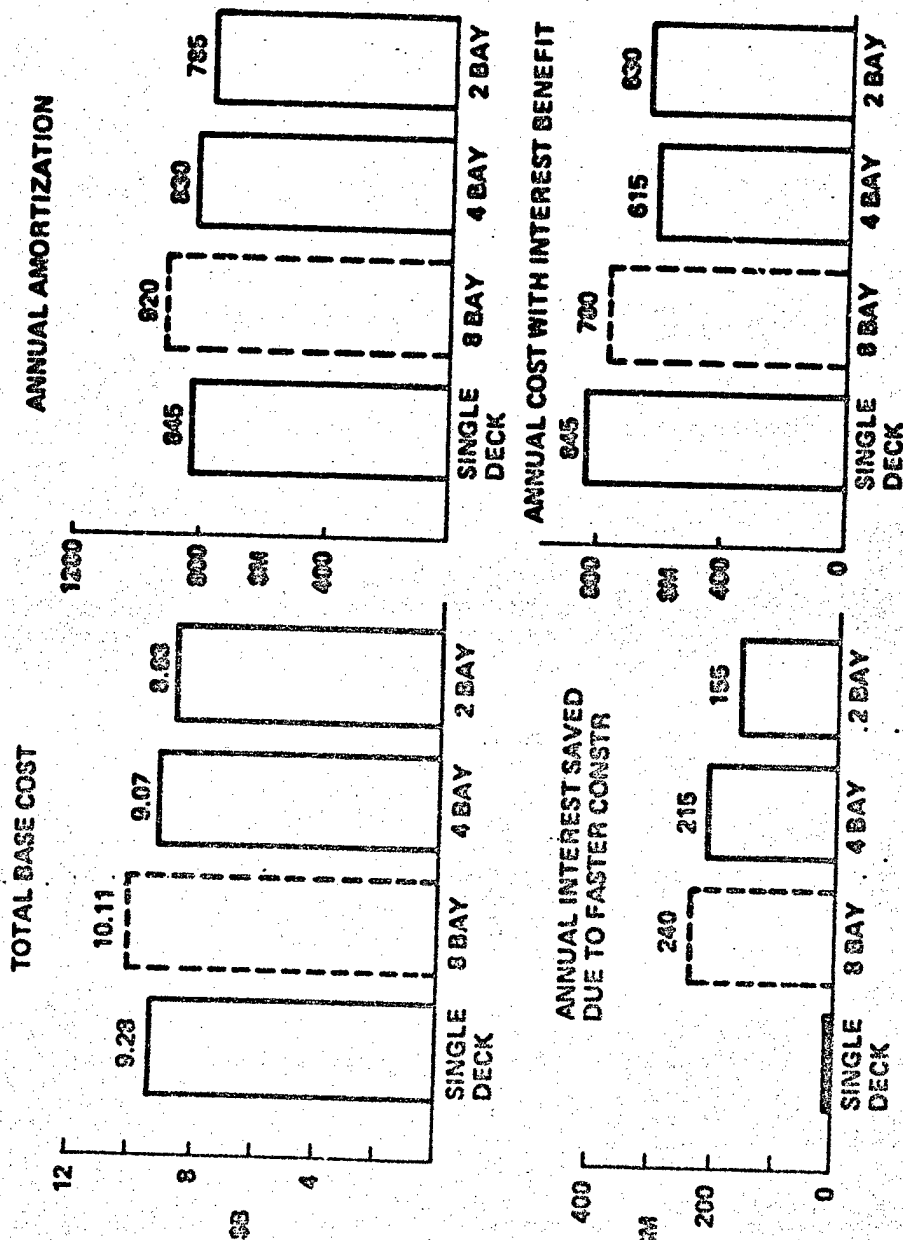 TOTAL BASE COST
12
8
$B
4
10.11
9.07
8.63
SINGLE
DECK
8 BAY
4 BAY
2 BAY
ANNUAL AMORTIZATION
1200
800
$M
400
845
920
830
785
SINGLE
DECK
8 BAY
4 BAY
2 BAY
ANNUAL INTEREST SAVED
DUE TO FASTER CONSTR
400
$M
200
0
240
215
155
SINGLE
DECK
8 BAY
4 BAY
2 BAY
ANNUAL COST WITH INTEREST BENEFIT
800
$M
400
0
845
615
630
SINGLE
DECK
8 BAY
4 BAY
2 BAY